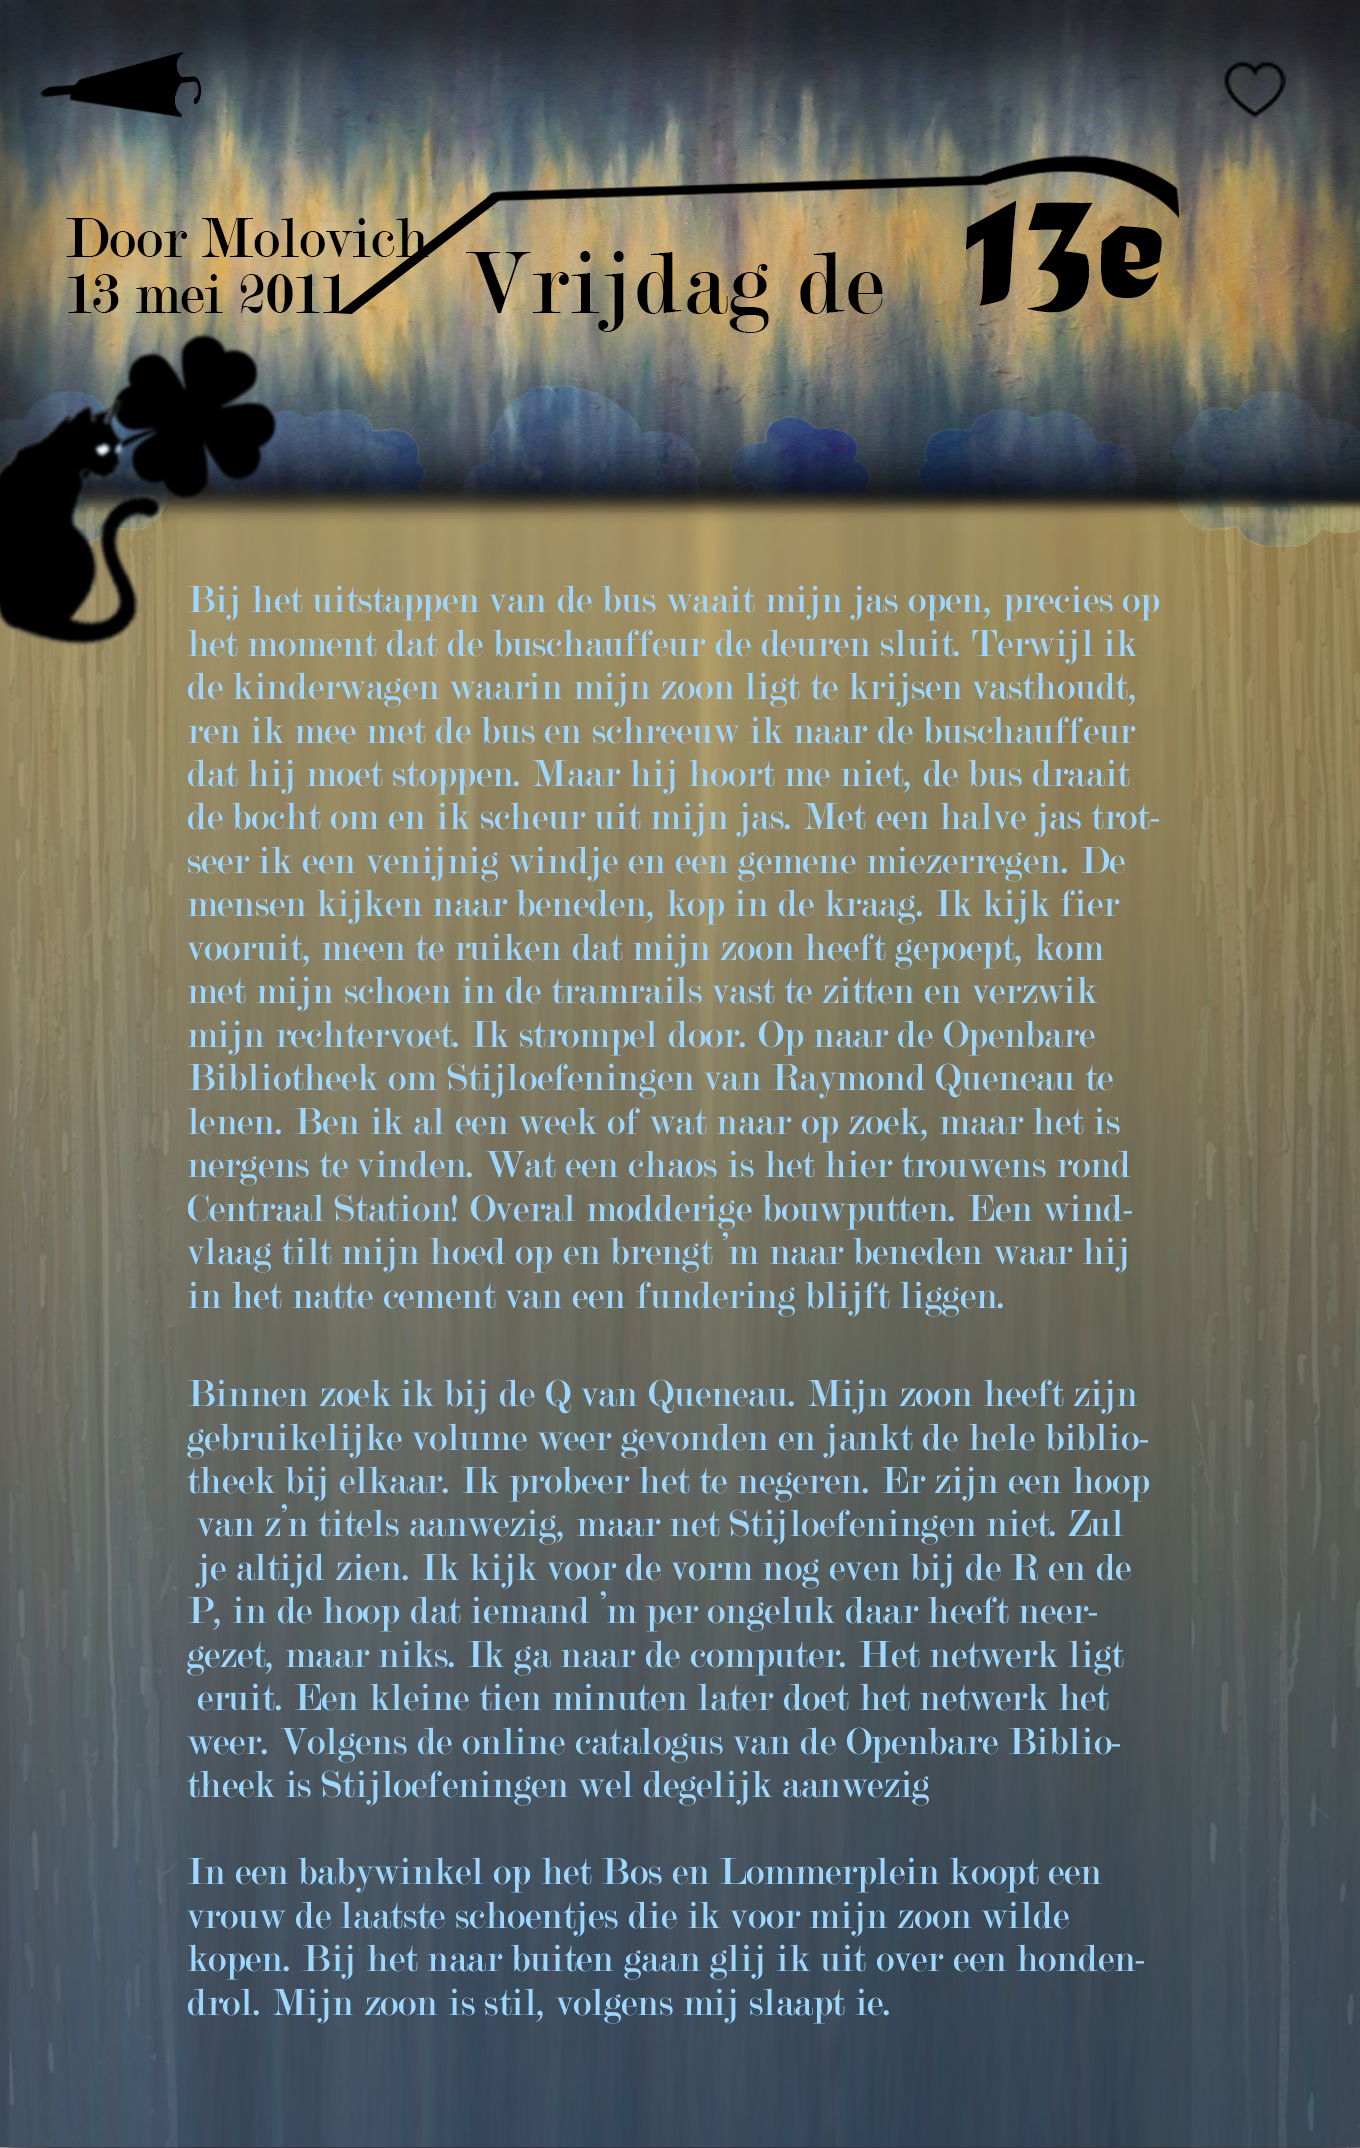 Door Molovich
13 mei 2011
Vrijdag de 13e
Bij het uitstappen van de bus waait mijn jas open, precies op
het moment dat de buschauffeur de deuren sluit. Terwijl ik
de kinderwagen waarin mijn zoon ligt te krijsen vasthoudt,
ren ik mee met de bus en schreeuw ik naar de buschauffeur
dat hij moet stoppen. Maar hij hoort me niet, de bus draait
de bocht om en ik scheur uit mijn jas. Met een halve jas trot-
seer ik een venijnig windje en een gemene miezerregen. De
mensen kijken naar beneden, kop in de kraag. Ik kijk fier
vooruit, meen te ruiken dat mijn zoon heeft gepoept, kom
met mijn schoen in de tramrails vast te zitten en verzwik
mijn rechtervoet. Ik strompel door. Op naar de Openbare
Bibliotheek om Stijloefeningen van Raymond Queneau te
lenen. Ben ik al een week of wat naar op zoek, maar het is
nergens te vinden. Wat een chaos is het hier trouwens rond
Centraal Station! Overal modderige bouwputten. Een wind-
vlaag tilt mijn hoed op en brengt 'm naar beneden waar hij
in het natte cement van een fundering blijft liggen.
Binnen zoek ik bij de Q van Queneau. Mijn zoon heeft zijn
gebruikelijke volume weer gevonden en jankt de hele biblio-
theek bij elkaar. Ik probeer het te negeren. Er zijn een hoop
van z'n titels aanwezig, maar net Stijloefeningen niet. Zul
je altijd zien. Ik kijk voor de vorm nog even bij de R en de
P, in de hoop dat iemand 'm per ongeluk daar heeft neer-
gezet, maar niks. Ik ga naar de computer. Het netwerk ligt
eruit. Een kleine tien minuten later doet het netwerk het
weer. Volgens de online catalogus van de Openbare Biblio-
theek is Stijloefeningen wel degelijk aanwezig
In een babywinkel op het Bos en Lommerplein koopt een
vrouw de laatste schoentjes die ik voor mijn zoon wilde
kopen. Bij het naar buiten gaan glij ik uit over een honden-
drol. Mijn zoon is stil, volgens mij slaapt ie.